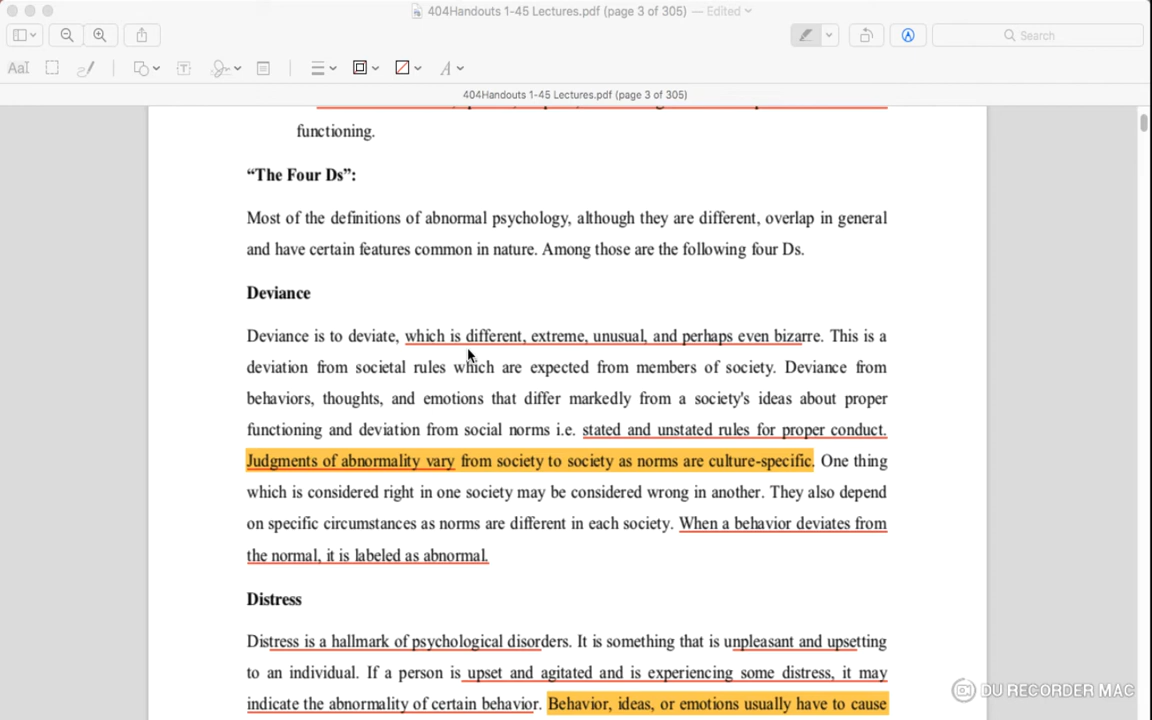 404Handouts 1-45 Lectures.pdf (page 3 of 305) — Edited
Search
404Handouts 1-45 Lectures.pdf (page 3 of 305)
functioning.
“The Four Ds”:
Most of the definitions of abnormal psychology, although they are different, overlap in general
and have certain features common in nature. Among those are the following four Ds.
Deviance
Deviance is to deviate, which is different, extreme, unusual, and perhaps even bizarre. This is a
deviation from societal rules which are expected from members of society. Deviance from
behaviors, thoughts, and emotions that differ markedly from a society's ideas about proper
functioning and deviation from social norms i.e. stated and unstated rules for proper conduct.
Judgments of abnormality vary from society to society as norms are culture-specific. One thing
which is considered right in one society may be considered wrong in another. They also depend
on specific circumstances as norms are different in each society. When a behavior deviates from
the normal, it is labeled as abnormal.
Distress
Distress is a hallmark of psychological disorders. It is something that is unpleasant and upsetting
to an individual. If a person is upset and agitated and is experiencing some distress, it may
indicate the abnormality of certain behavior. Behavior, ideas, or emotions usually have to cause
DU RECORDER MAC